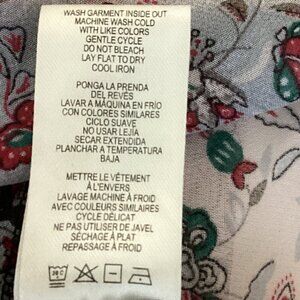 WASH GARMENT INSIDE OUT
MACHINE WASH COLD
WITH LIKE COLORS
GENTLE CYCLE
DO NOT BLEACH
LAY FLAT TO DRY
COOL IRON
PONGA LA PRENDA
DEL REVÉS
LAVAR A MÁQUINA EN FRÍO
CON COLORES SIMILARES
CICLO SUAVE
NO USAR LEJÍA
SECAR EXTENDIDA
PLANCHAR A TEMPERATURA
BAJA
METTRE LE VÊTEMENT
À L'ENVERS
LAVAGE MACHINE À FROID
AVEC COULEURS SIMILAIRES
CYCLE DÉLICAT
NE PAS UTILISER DE JAVEL
SÉCHAGE À PLAT
REPASSAGE À FROID